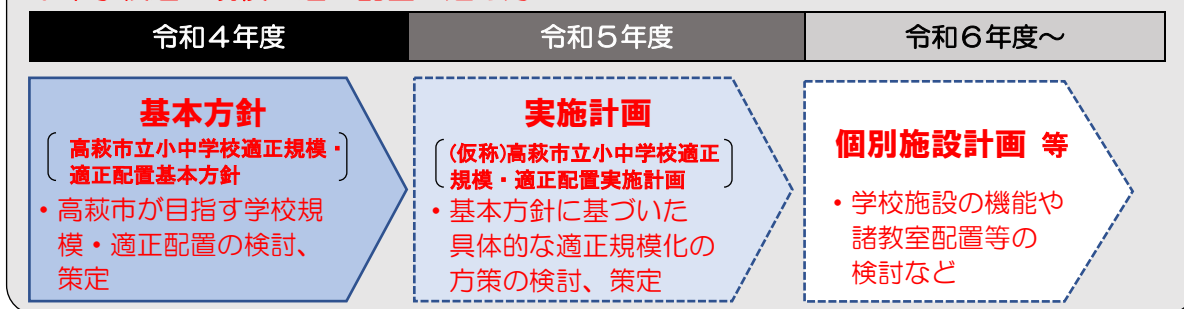 令和４年度
令和５年度
令和６年度～
基本方針
高萩市立小中学校適正規模・
適正配置基本方針
・高萩市が目指す学校規
模・適正配置の検討、
策定
実施計画
(仮称)高萩市立小中学校適正
規模・適正配置実施計画
・基本方針に基づいた
具体的な適正規模化の
方策の検討、策定
個別施設計画 等
・学校施設の機能や
諸教室配置等の
検討など